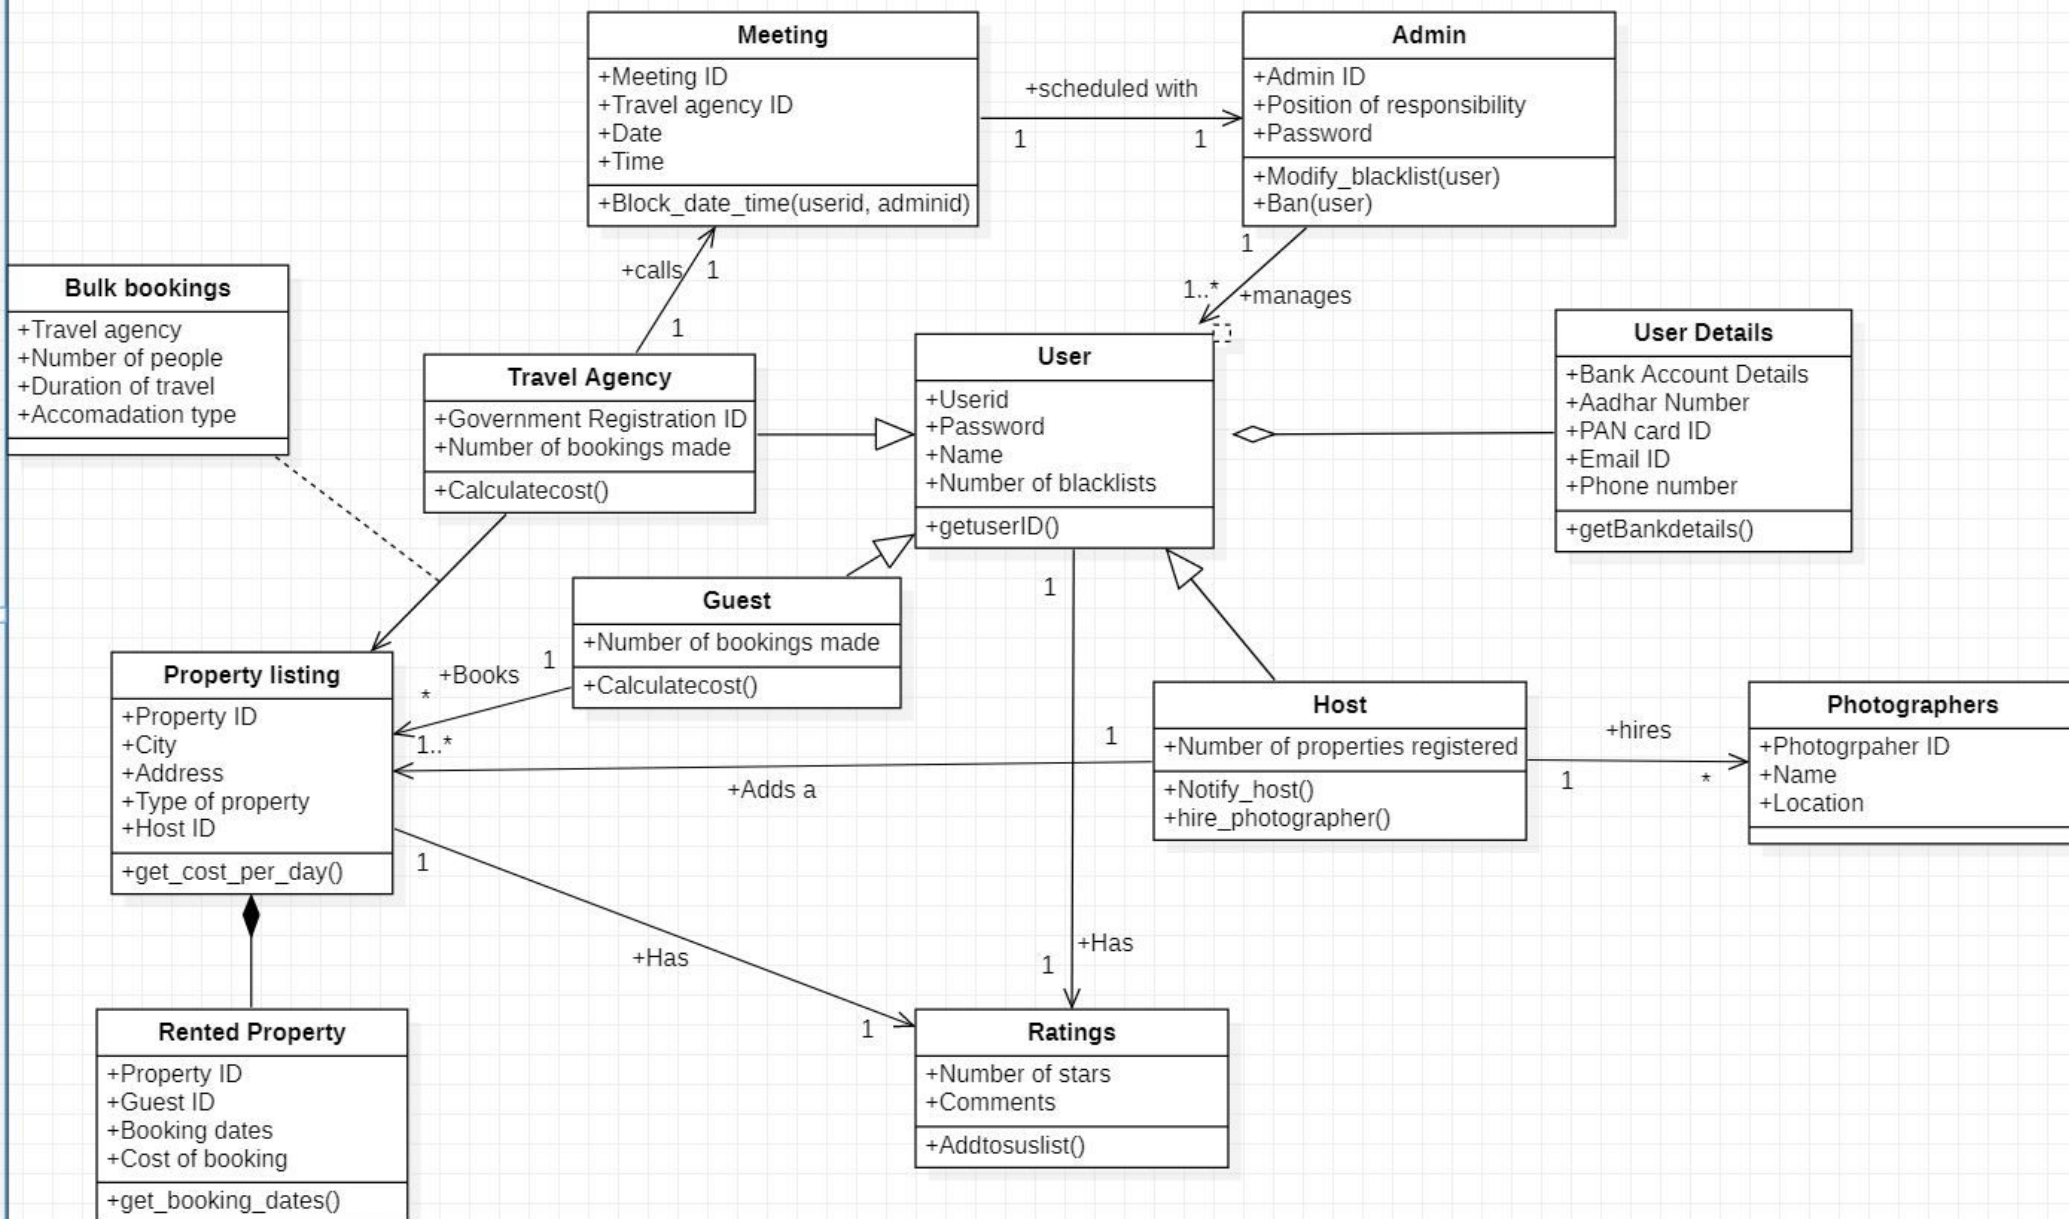 Meeting
+Meeting ID
+Travel agency ID
+Date
+Time
+Block_date_time(userid, adminid)
+scheduled with
1
1
Admin
+Admin ID
+Position of responsibility
+Password
+Modify_blacklist(user)
+Ban(user)
1
1..*
+manages
+calls
1
1
Bulk bookings
+Travel agency
+Number of people
+Duration of travel
+Accomadation type
Travel Agency
+Government Registration ID
+Number of bookings made
+Calculatecost()
User
+Userid
+Password
+Name
+Number of blacklists
+getuserID()
User Details
+Bank Account Details
+Aadhar Number
+PAN card ID
+Email ID
+Phone number
+getBankdetails()
Guest
+Number of bookings made
+Calculatecost()
1
+Books
*
1
Property listing
+Property ID
+City
+Address
+Type of property
+Host ID
+get_cost_per_day()
1..*
+Adds a
1
Host
+Number of properties registered
+Notify_host()
+hire_photographer()
+hires
1
*
Photographers
+Photogrpaher ID
+Name
+Location
1
+Has
1
+Has
1
Rented Property
+Property ID
+Guest ID
+Booking dates
+Cost of booking
+get_booking_dates()
Ratings
+Number of stars
+Comments
+Addtosuslist()